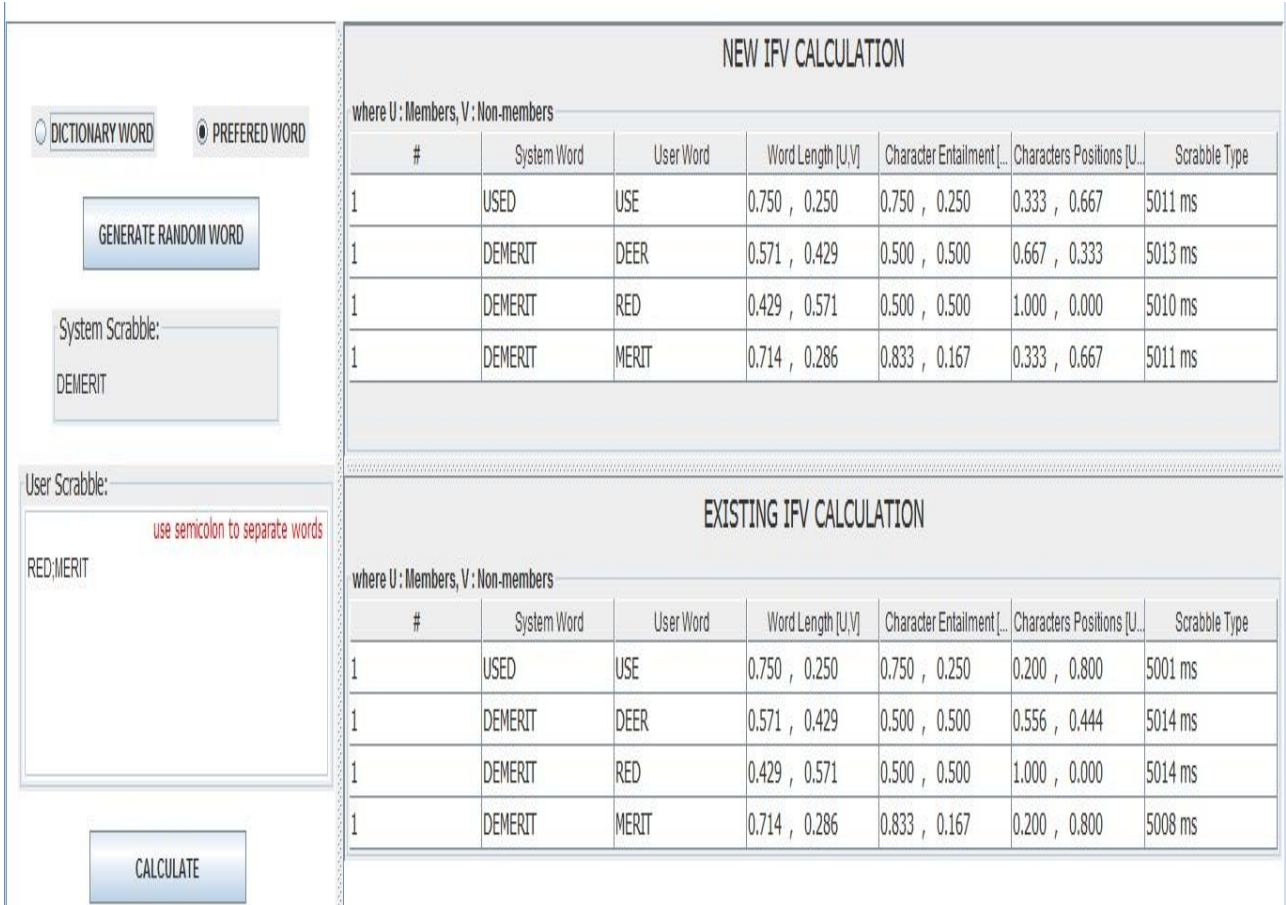 DICTIONARY WORD PREFERED WORD
GENERATE RANDOM WORD
System Scrabble:
DEMERIT
User Scrabble:
use semicolon to separate words
RED;MERIT
CALCULATE
NEW IFV CALCULATION
where U : Members, V : Non-members
# System Word User Word Word Length [U,V] Character Entailment [... Characters Positions [U... Scrabble Type
1 USED USE 0.750 , 0.250 0.750 , 0.250 0.333 , 0.667 5011 ms
1 DEMERIT DEER 0.571 , 0.429 0.500 , 0.500 0.667 , 0.333 5013 ms
1 DEMERIT RED 0.429 , 0.571 0.500 , 0.500 1.000 , 0.000 5010 ms
1 DEMERIT MERIT 0.714 , 0.286 0.833 , 0.167 0.333 , 0.667 5011 ms
EXISTING IFV CALCULATION
where U : Members, V : Non-members
# System Word User Word Word Length [U,V] Character Entailment [... Characters Positions [U... Scrabble Type
1 USED USE 0.750 , 0.250 0.750 , 0.250 0.200 , 0.800 5001 ms
1 DEMERIT DEER 0.571 , 0.429 0.500 , 0.500 0.556 , 0.444 5014 ms
1 DEMERIT RED 0.429 , 0.571 0.500 , 0.500 1.000 , 0.000 5014 ms
1 DEMERIT MERIT 0.714 , 0.286 0.833 , 0.167 0.200 , 0.800 5008 ms